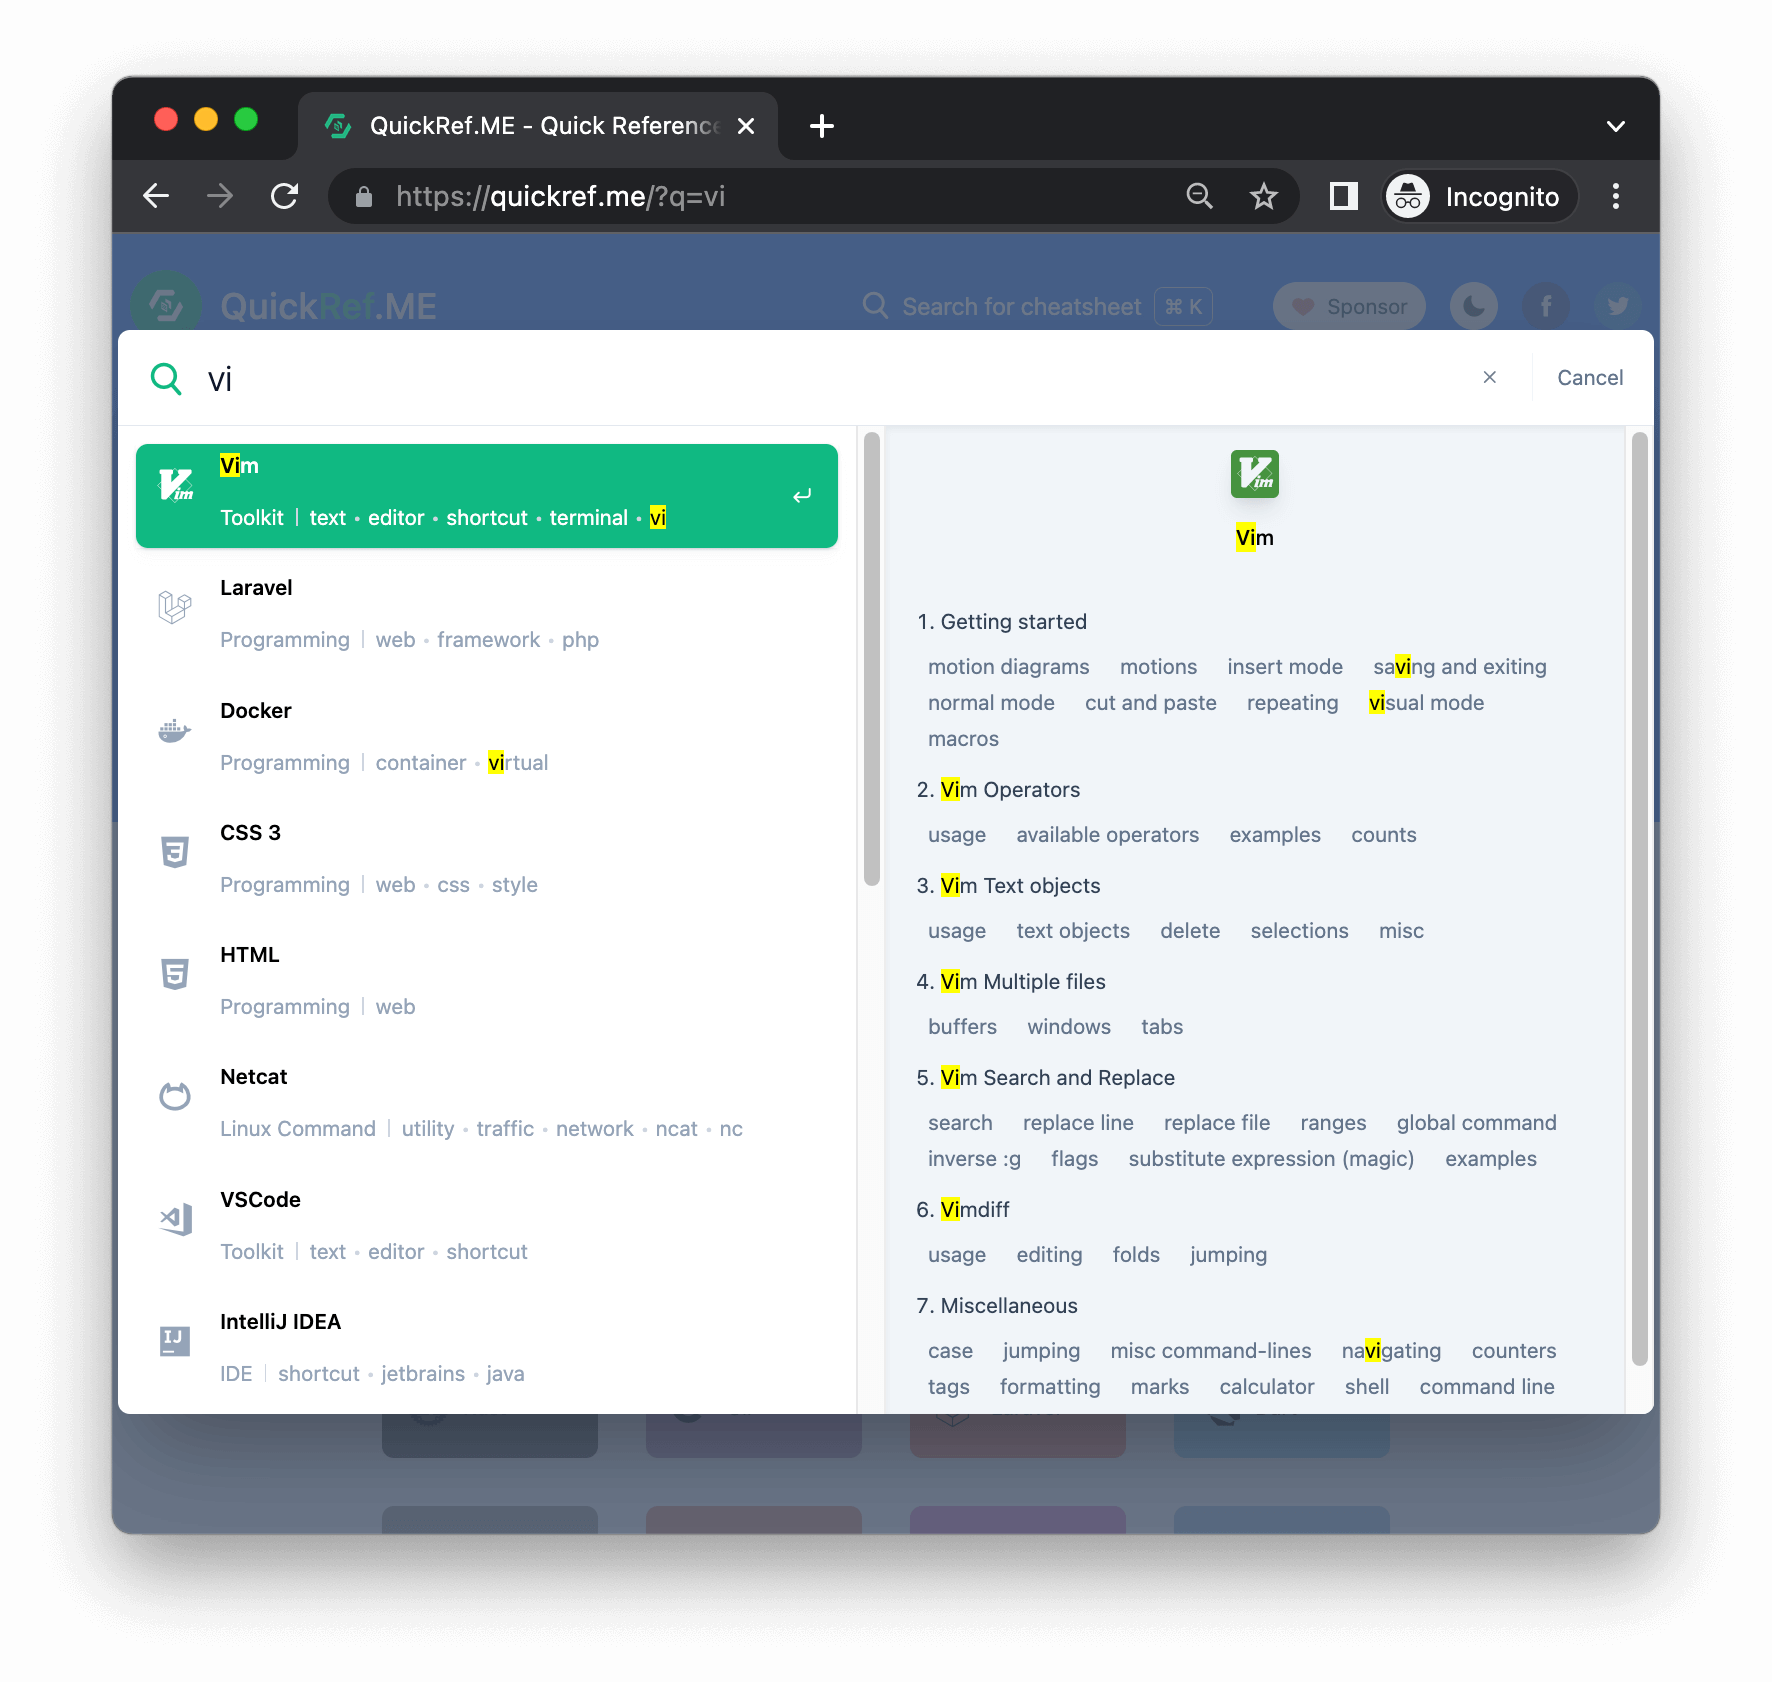 QuickRef.ME - Quick Reference
https://quickref.me/?q=vi
Incognito
QuickRef.ME
Search for cheatsheet
⌘ K
Sponsor
vi
Cancel
Vim
Toolkit | text • editor • shortcut • terminal • vi
Laravel
Programming | web • framework • php
Docker
Programming | container • virtual
CSS 3
Programming | web • css • style
HTML
Programming | web
Netcat
Linux Command | utility • traffic • network • ncat • nc
VSCode
Toolkit | text • editor • shortcut
IntelliJ IDEA
IDE | shortcut • jetbrains • java
Vim
Vim
1. Getting started
motion diagrams motions insert mode saving and exiting
normal mode cut and paste repeating visual mode
macros
2. Vim Operators
usage available operators examples counts
3. Vim Text objects
usage text objects delete selections misc
4. Vim Multiple files
buffers windows tabs
5. Vim Search and Replace
search replace line replace file ranges global command
inverse :g flags substitute expression (magic) examples
6. Vimdiff
usage editing folds jumping
7. Miscellaneous
case jumping misc command-lines navigating counters
tags formatting marks calculator shell command line